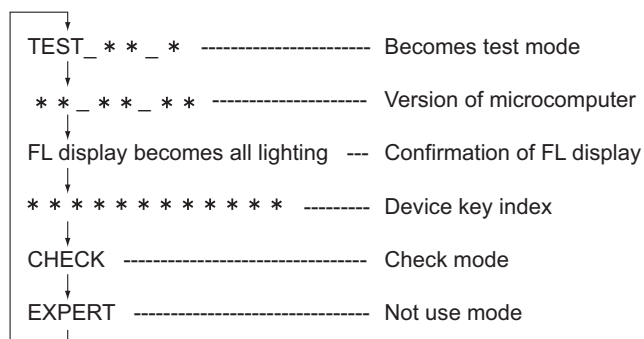 TEST_ * * _ * -------------------- Becomes test mode
* * _ * * _ * * --------------------- Version of microcomputer
FL display becomes all lighting --- Confirmation of FL display
* * * * * * * * * * * * --------- Device key index
CHECK ----------------------------- Check mode
EXPERT ---------------------------- Not use mode